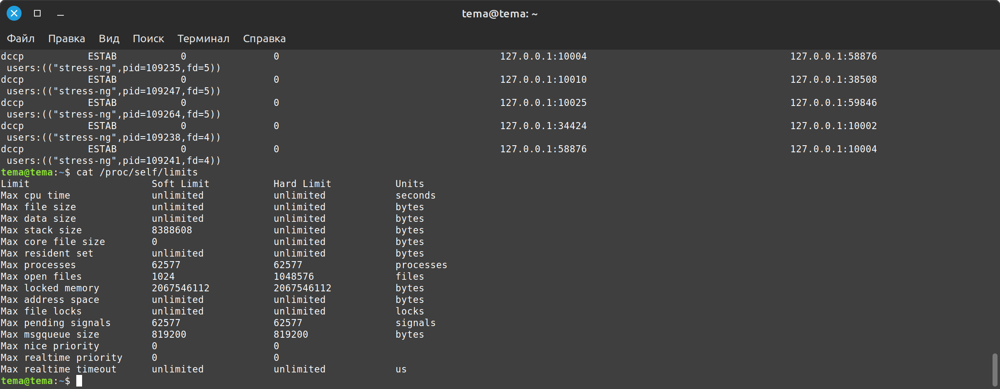 tema@tema: ~
Файл Правка Вид Поиск Терминал Справка
dccp ESTAB 0 0 127.0.0.1:10004 127.0.0.1:58876
users:(("stress-ng",pid=109235,fd=5))
dccp ESTAB 0 0 127.0.0.1:10010 127.0.0.1:38508
users:(("stress-ng",pid=109247,fd=5))
dccp ESTAB 0 0 127.0.0.1:10025 127.0.0.1:59846
users:(("stress-ng",pid=109264,fd=5))
dccp ESTAB 0 0 127.0.0.1:34424 127.0.0.1:10002
users:(("stress-ng",pid=109238,fd=4))
dccp ESTAB 0 0 127.0.0.1:58876 127.0.0.1:10004
users:(("stress-ng",pid=109241,fd=4))
tema@tema:~$ cat /proc/self/limits
Limit Soft Limit Hard Limit Units
Max cpu time unlimited unlimited seconds
Max file size unlimited unlimited bytes
Max data size unlimited unlimited bytes
Max stack size 8388608 unlimited bytes
Max core file size 0 unlimited bytes
Max resident set unlimited unlimited bytes
Max processes 62577 62577 processes
Max open files 1024 1048576 files
Max locked memory 2067546112 2067546112 bytes
Max address space unlimited unlimited bytes
Max file locks unlimited unlimited locks
Max pending signals 62577 62577 signals
Max msgqueue size 819200 819200 bytes
Max nice priority 0 0
Max realtime priority 0 0
Max realtime timeout unlimited unlimited us
tema@tema:~$